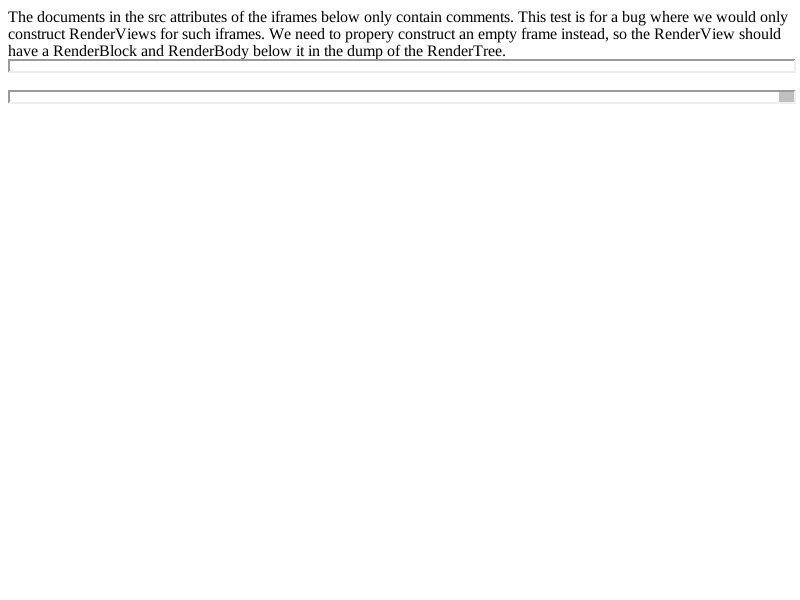 The documents in the src attributes of the iframes below only contain comments. This test is for a bug where we would only
construct RenderViews for such iframes. We need to propery construct an empty frame instead, so the RenderView should
have a RenderBlock and RenderBody below it in the dump of the RenderTree.